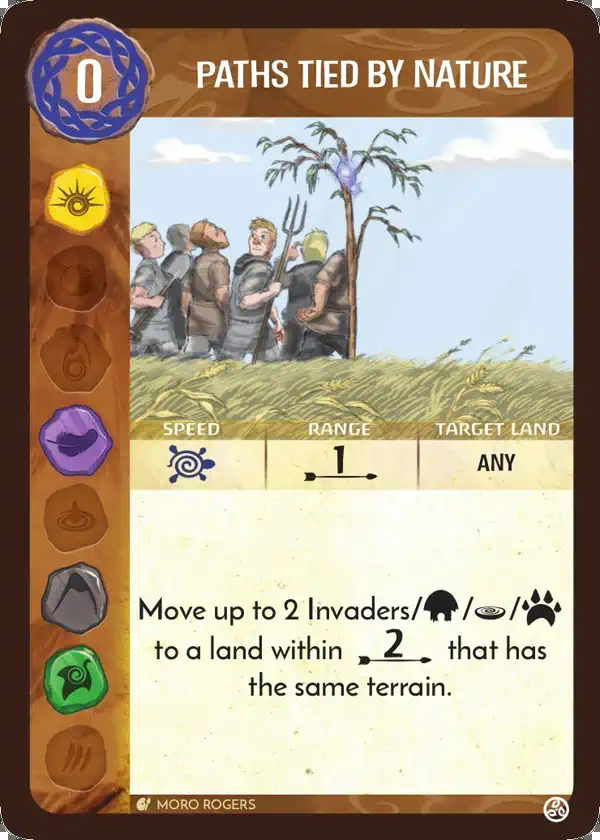 0
PATHS TIED BY NATURE
SPEED RANGE TARGET LAND
1 ANY
Move up to 2 Invaders/ / /
to a land within 2 that has
the same terrain.
MORO ROGERS